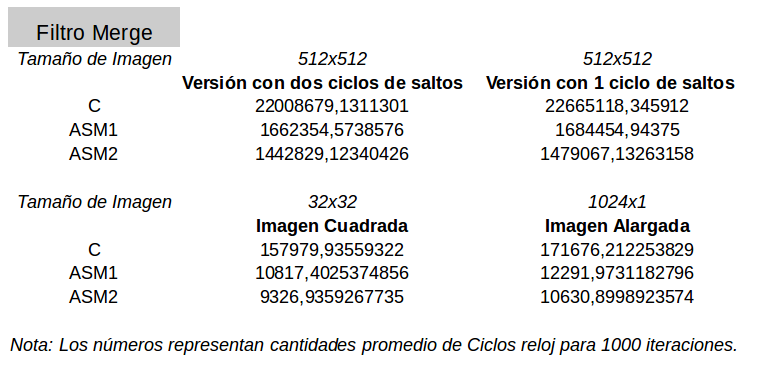 Filtro Merge
Tamaño de Imagen 512x512 512x512
Versión con dos ciclos de saltos Versión con 1 ciclo de saltos
C 22008679,1311301 22665118,345912
ASM1 1662354,5738576 1684454,94375
ASM2 1442829,12340426 1479067,13263158
Tamaño de Imagen 32x32 1024x1
Imagen Cuadrada Imagen Alargada
C 157979,93559322 171676,212253829
ASM1 10817,4025374856 12291,9731182796
ASM2 9326,9359267735 10630,8998923574
Nota: Los números representan cantidades promedio de Ciclos reloj para 1000 iteraciones.